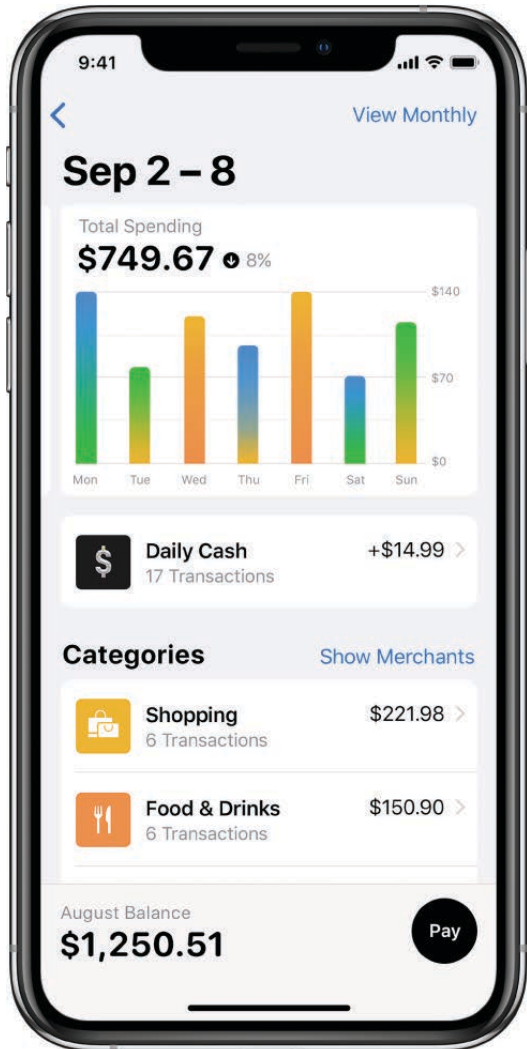 9:41
View Monthly
Sep 2 – 8
Total Spending
$749.67 8%
$140
$70
$0
Mon Tue Wed Thu Fri Sat Sun
$
Daily Cash
+$14.99
17 Transactions
Categories
Show Merchants
Shopping
$221.98
6 Transactions
Food & Drinks
$150.90
6 Transactions
August Balance
$1,250.51
Pay